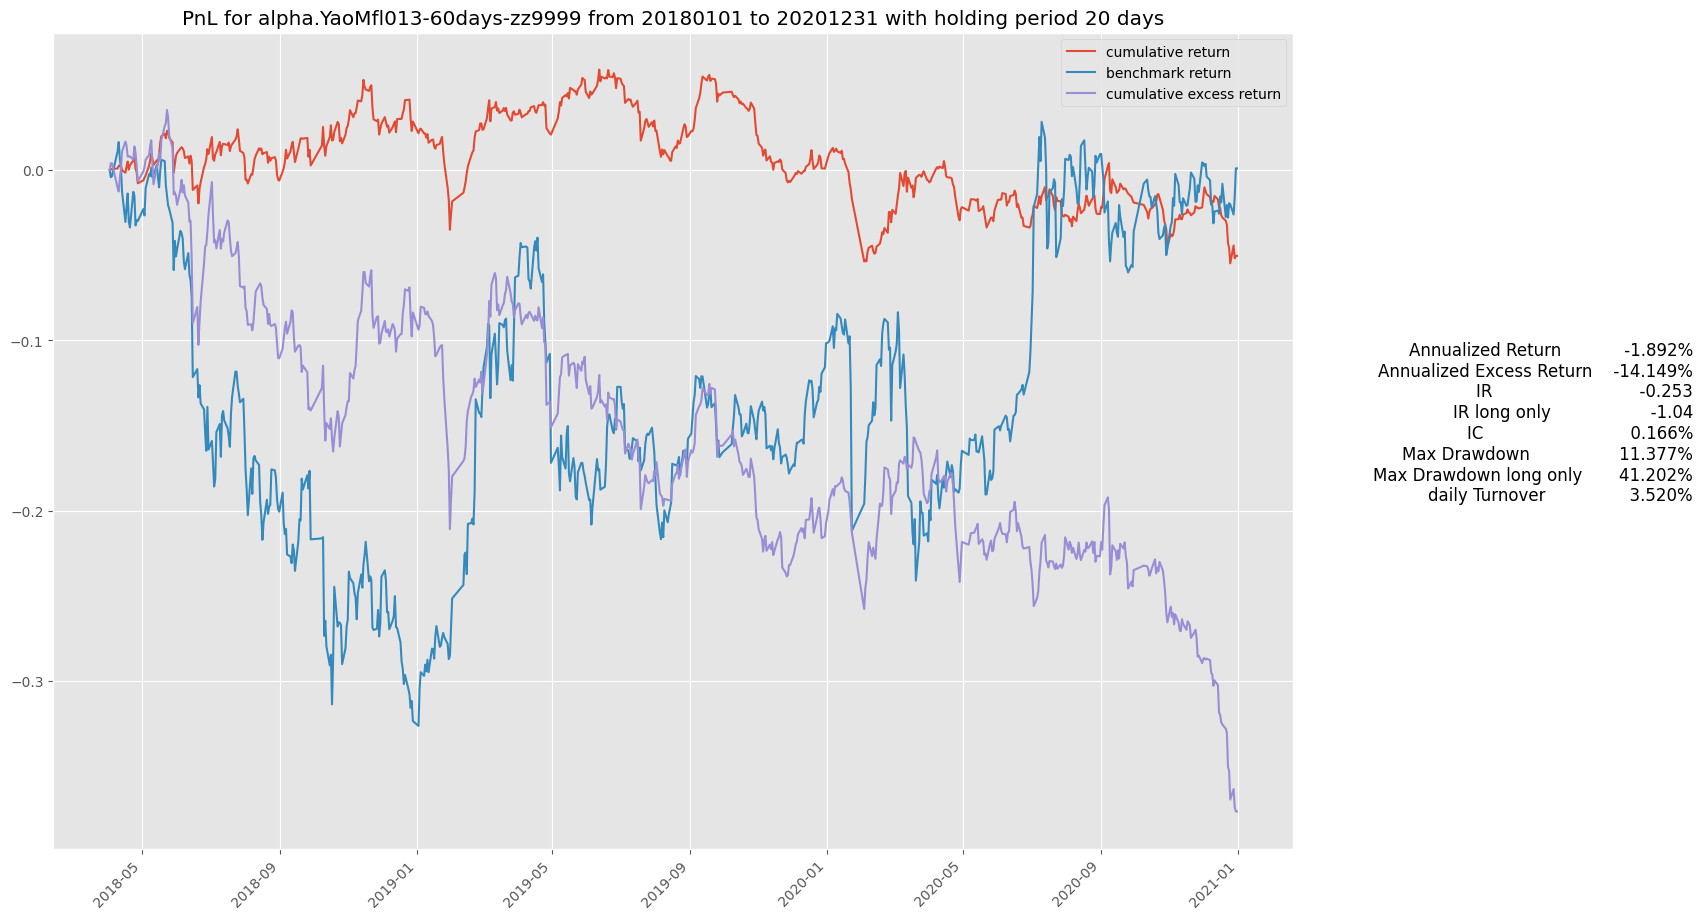 PnL for alpha.YaoMfl013-60days-zz9999 from 20180101 to 20201231 with holding period 20 days
cumulative return
benchmark return
cumulative excess return
0.0
−0.1
−0.2
−0.3
Annualized Return -1.892%
Annualized Excess Return -14.149%
IR -0.253
IR long only -1.04
IC 0.166%
Max Drawdown 11.377%
Max Drawdown long only 41.202%
daily Turnover 3.520%
2018-05
2018-09
2019-01
2019-05
2019-09
2020-01
2020-05
2020-09
2021-01